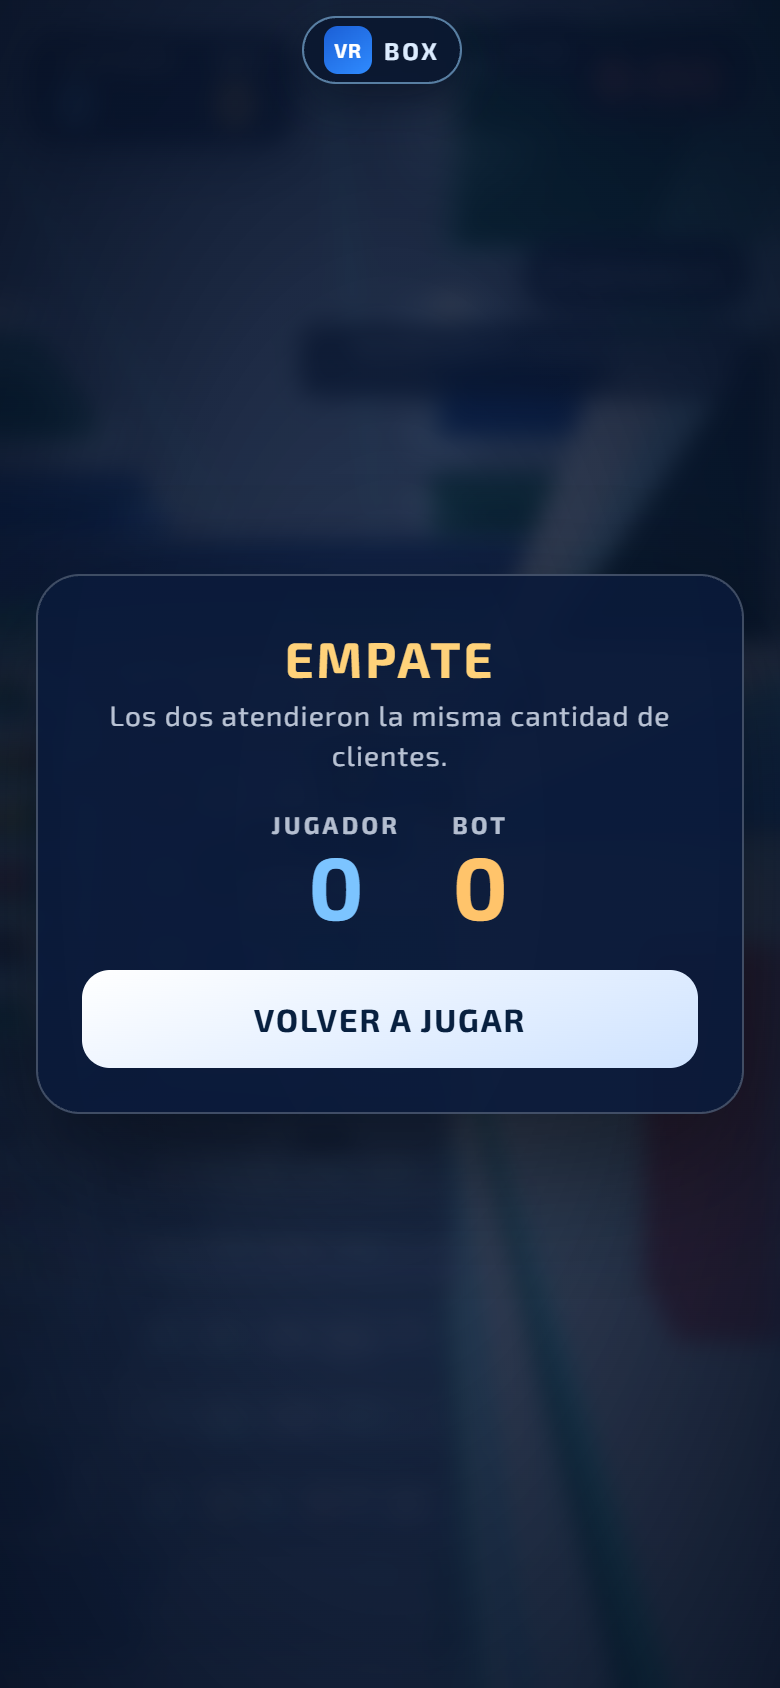 VR BOX
EMPATE
Los dos atendieron la misma cantidad de
clientes.
JUGADOR BOT
0 0
VOLVER A JUGAR